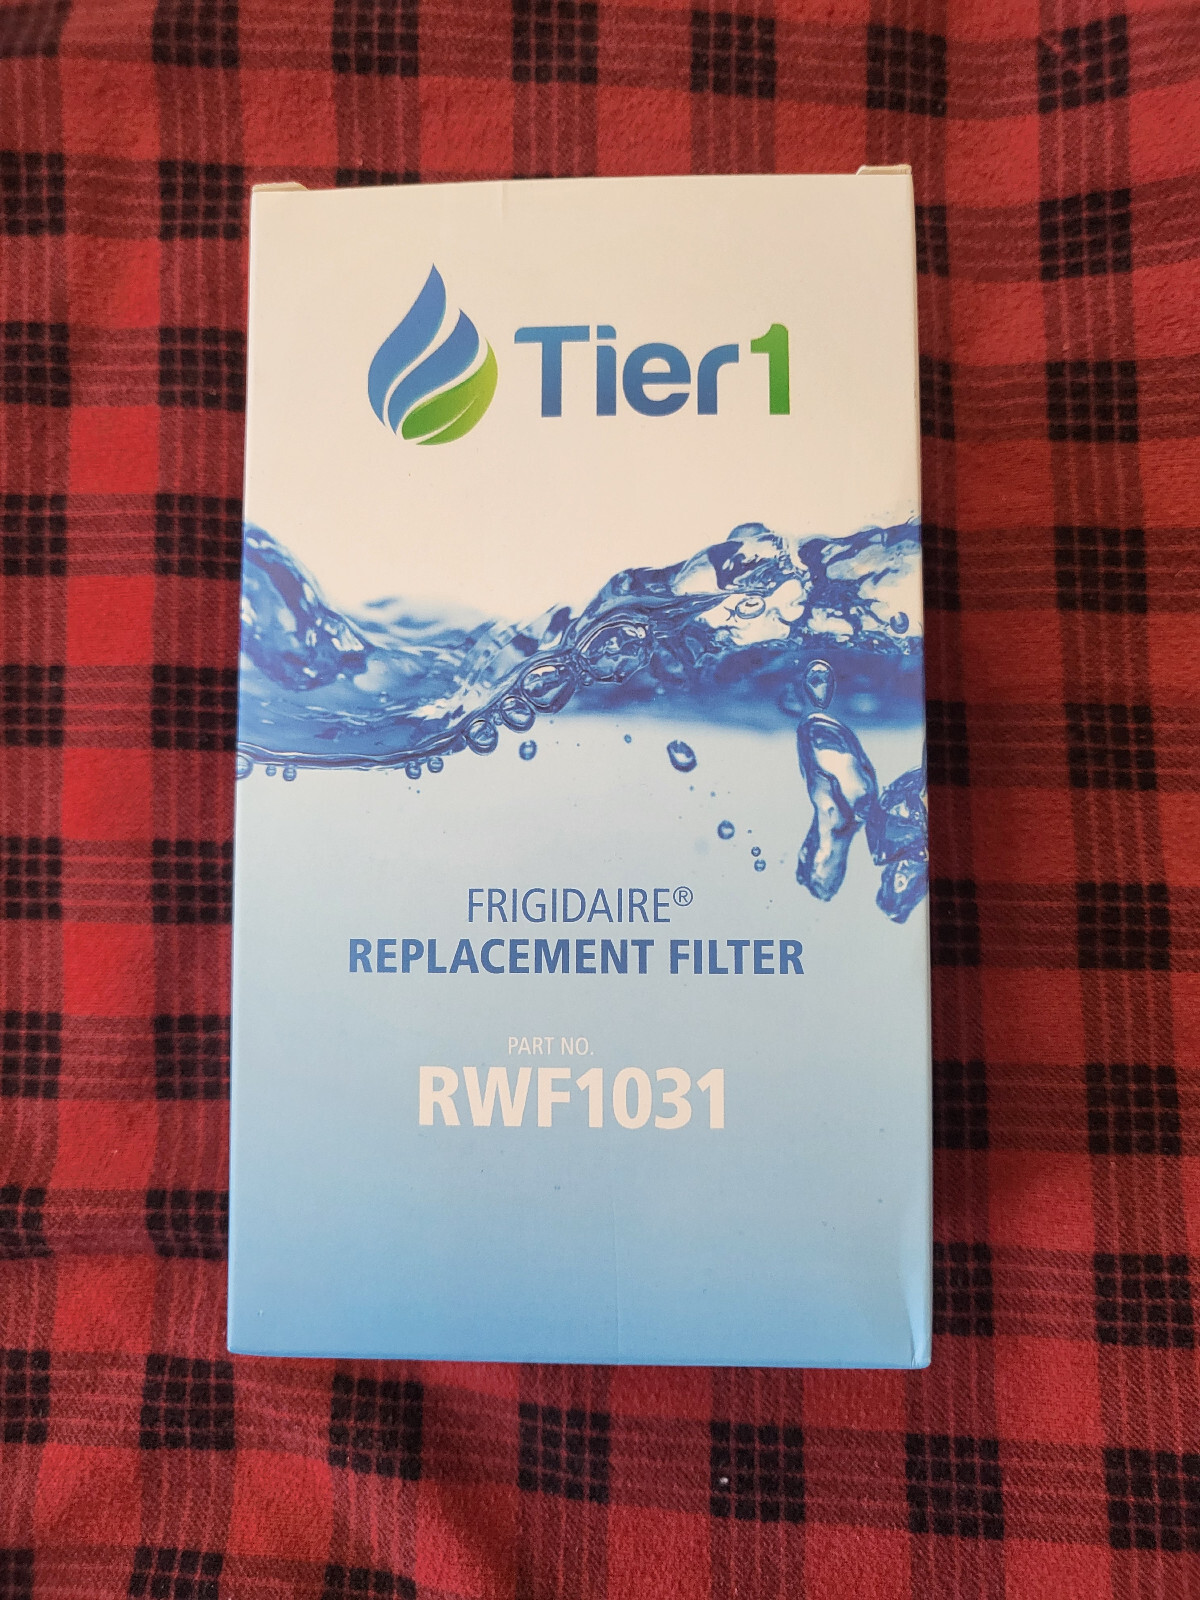 Tier1
FRIGIDAIRE®
REPLACEMENT FILTER
PART NO.
RWF1031